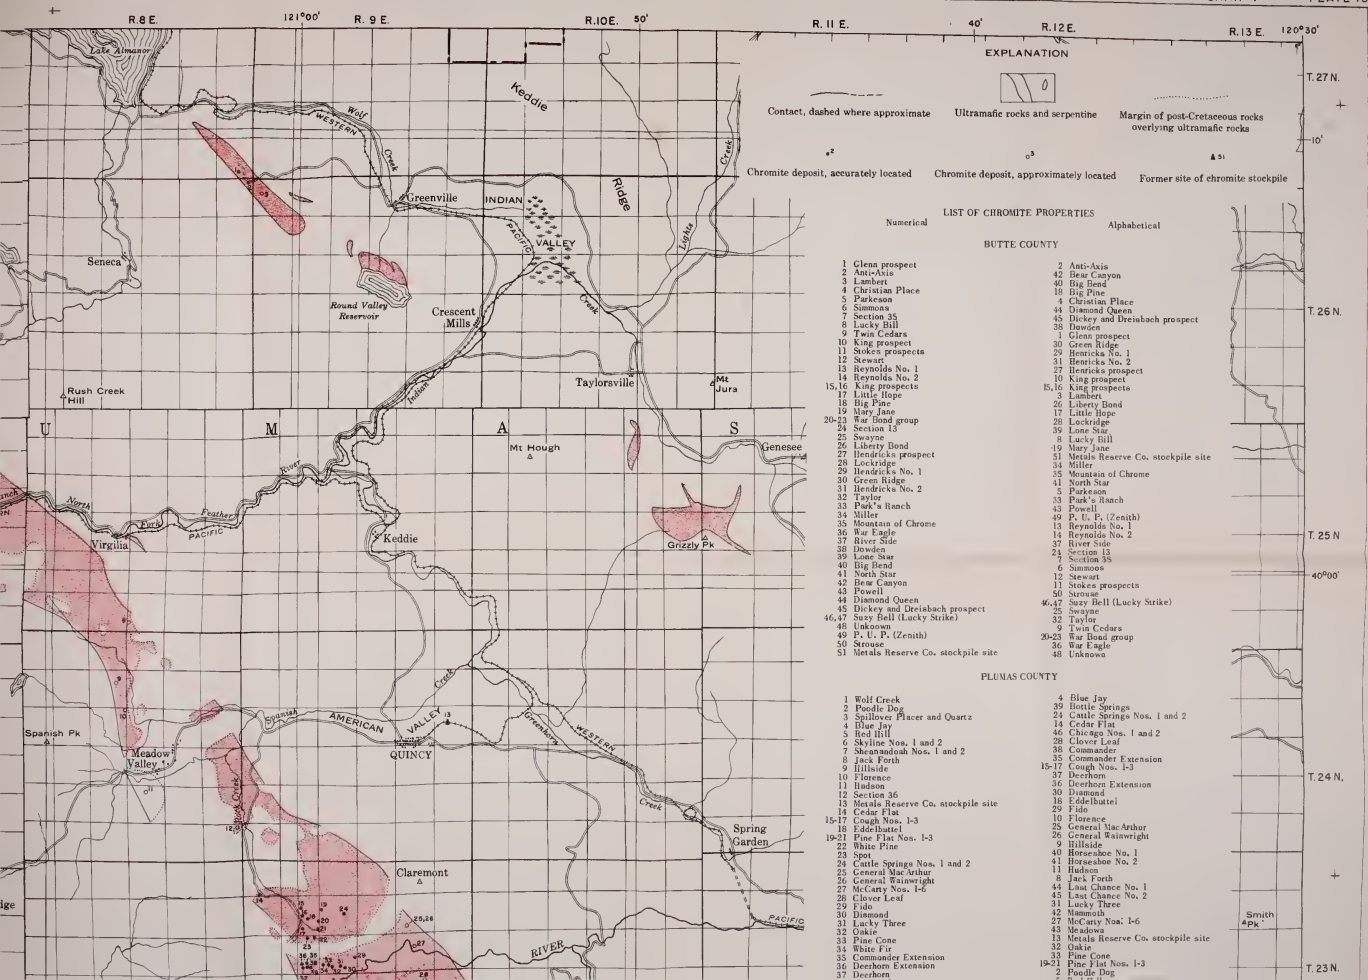 R.8 E.
121°00'
R. 9 E.
R.10E.
50'
R. 11 E.
40'
R.12 E.
R.13 E.
120°30'
Lake Almanor
Wolf
WESTERN
Creek
Keddie
Ridge
Creek
Lights
Greenville
INDIAN
PACIFIC
VALLEY
Creek
Seneca
Round Valley
Reservoir
Crescent
Mills
Indian
Taylorsville
Mt
Jura
Rush Creek
Hill
U
M
A
S
Mt Hough
Genesee
River
North
Fork
Feather
PACIFIC
Virgilia
Keddie
Grizzly Pk
Creek
Spanish
AMERICAN
VALLEY
13
QUINCY
Greenhorn
WESTERN
Creek
Spanish Pk
Meadow
Valley
Rock Creek
12
Spring
Garden
Claremont
14
19
24
20
23
25,26
27
28
30
RIVER
PACIFIC
EXPLANATION
Contact, dashed where approximate
Ultramafic rocks and serpentine
Margin of post-Cretaceous rocks
overlying ultramafic rocks
2
3
51
Chromite deposit, accurately located
Chromite deposit, approximately located
Former site of chromite stockpile
LIST OF CHROMITE PROPERTIES
Numerical
Alphabetical
BUTTE COUNTY
1 Glenn prospect
2 Anti-Axis
3 Lambert
4 Christian Place
5 Parkeson
6 Simmons
7 Section 35
8 Lucky Bill
9 Twin Cedars
10 King prospect
11 Stokes prospects
12 Stewart
13 Reynolds No. 1
14 Reynolds No. 2
15,16 King prospects
17 Little Hope
18 Big Pine
19 Mary Jane
20-23 War Bond group
24 Section 13
25 Swayne
26 Liberty Bond
27 Hendricks prospect
28 Lockridge
29 Hendricks No. 1
30 Green Ridge
31 Hendricks No. 2
32 Taylor
33 Park's Ranch
34 Miller
35 Mountain of Chrome
36 War Eagle
37 River Side
38 Dowden
39 Lone Star
40 Big Bend
41 North Star
42 Bear Canyon
43 Powell
44 Diamond Queen
45 Dickey and Dreisbach prospect
46,47 Suzy Bell (Lucky Strike)
48 Unknown
49 P. U. P. (Zenith)
50 Strouse
51 Metals Reserve Co. stockpile site
2 Anti-Axis
42 Bear Canyon
40 Big Bend
18 Big Pine
4 Christian Place
44 Diamond Queen
45 Dickey and Dreisbach prospect
38 Dowden
1 Glenn prospect
30 Green Ridge
29 Henricks No. 1
31 Henricks No. 2
27 Henricks prospect
10 King prospect
15,16 King prospects
3 Lambert
26 Liberty Bond
17 Little Hope
28 Lockridge
39 Lone Star
8 Lucky Bill
19 Mary Jane
51 Metals Reserve Co. stockpile site
34 Miller
35 Mountain of Chrome
41 North Star
5 Parkeson
33 Park's Ranch
43 Powell
49 P. U. P. (Zenith)
13 Reynolds No. 1
14 Reynolds No. 2
37 River Side
24 Section 13
7 Section 35
6 Simmons
12 Stewart
11 Stokes prospects
50 Strouse
46,47 Suzy Bell (Lucky Strike)
25 Swayne
32 Taylor
9 Twin Cedars
20-23 War Bond group
36 War Eagle
48 Unknown
PLUMAS COUNTY
1 Wolf Creek
2 Poodle Dog
3 Spillover Placer and Quartz
4 Blue Jay
5 Red Hill
6 Skyline Nos. 1 and 2
7 Shenandoah Nos. 1 and 2
8 Jack Forth
9 Hillside
10 Florence
11 Hudson
12 Section 36
13 Metals Reserve Co. stockpile site
14 Cedar Flat
15-17 Cough Nos. 1-3
18 Eddelbuttel
19-21 Pine Flat Nos. 1-3
22 White Pine
23 Spot
24 Cattle Springs Nos. 1 and 2
25 General MacArthur
26 General Wainwright
27 McCarty Nos. 1-6
28 Clover Leaf
29 Fido
30 Diamond
31 Lucky Three
32 Oakie
33 Pine Cone
34 White Fir
35 Commander Extension
36 Deerhorn Extension
37 Deerhorn
4 Blue Jay
39 Bottle Springs
24 Cattle Springs Nos. 1 and 2
14 Cedar Flat
46 Chicago Nos. 1 and 2
28 Clover Leaf
38 Commander
35 Commander Extension
15-17 Cough Nos. 1-3
37 Deerhorn
36 Deerhorn Extension
30 Diamond
18 Eddelbuttel
29 Fido
10 Florence
25 General MacArthur
26 General Wainwright
9 Hillside
40 Horseshoe No. 1
41 Horseshoe No. 2
11 Hudson
8 Jack Forth
44 Last Chance No. 1
45 Last Chance No. 2
31 Lucky Three
42 Mammoth
27 McCarty Nos. 1-6
43 Meadows
13 Metals Reserve Co. stockpile site
32 Oakie
33 Pine Cone
19-21 Pine Flat Nos. 1-3
2 Poodle Dog
T. 27 N.
10'
T. 26 N.
T. 25 N
40°00'
T. 24 N.
Smith
Pk
T. 23 N.